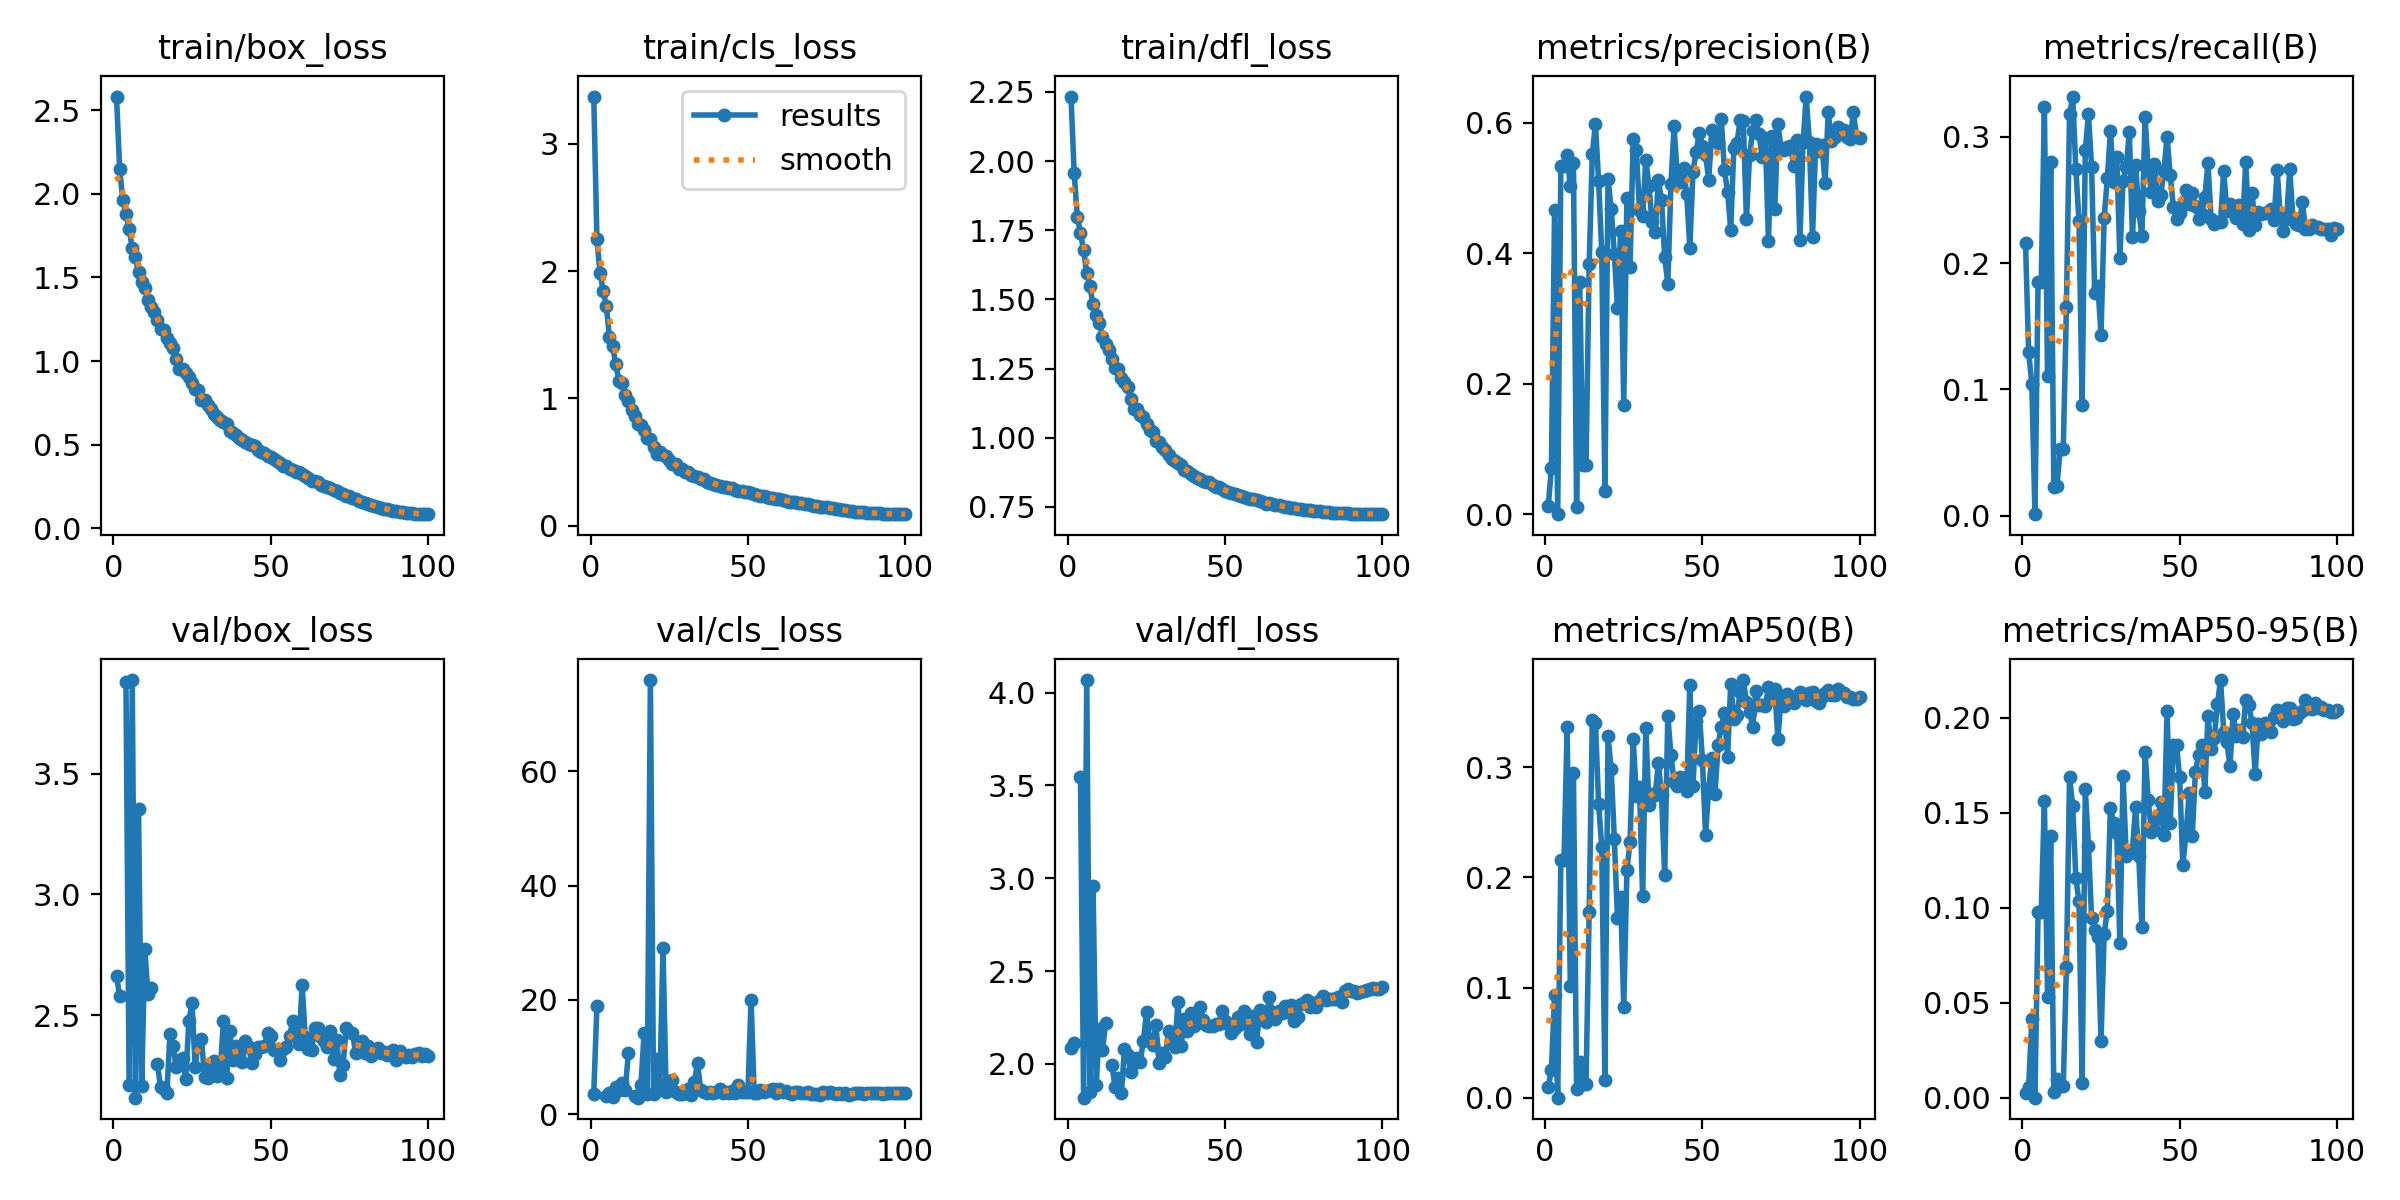 train/box_loss
train/cls_loss
train/dfl_loss
metrics/precision(B)
metrics/recall(B)
2.5
2.0
1.5
1.0
0.5
0.0
0 50 100
results
smooth
3
2
1
0
0 50 100
2.25
2.00
1.75
1.50
1.25
1.00
0.75
0 50 100
0.6
0.4
0.2
0.0
0 50 100
0.3
0.2
0.1
0.0
0 50 100
val/box_loss
val/cls_loss
val/dfl_loss
metrics/mAP50(B)
metrics/mAP50-95(B)
3.5
3.0
2.5
0 50 100
60
40
20
0
0 50 100
4.0
3.5
3.0
2.5
2.0
0 50 100
0.3
0.2
0.1
0.0
0 50 100
0.20
0.15
0.10
0.05
0.00
0 50 100